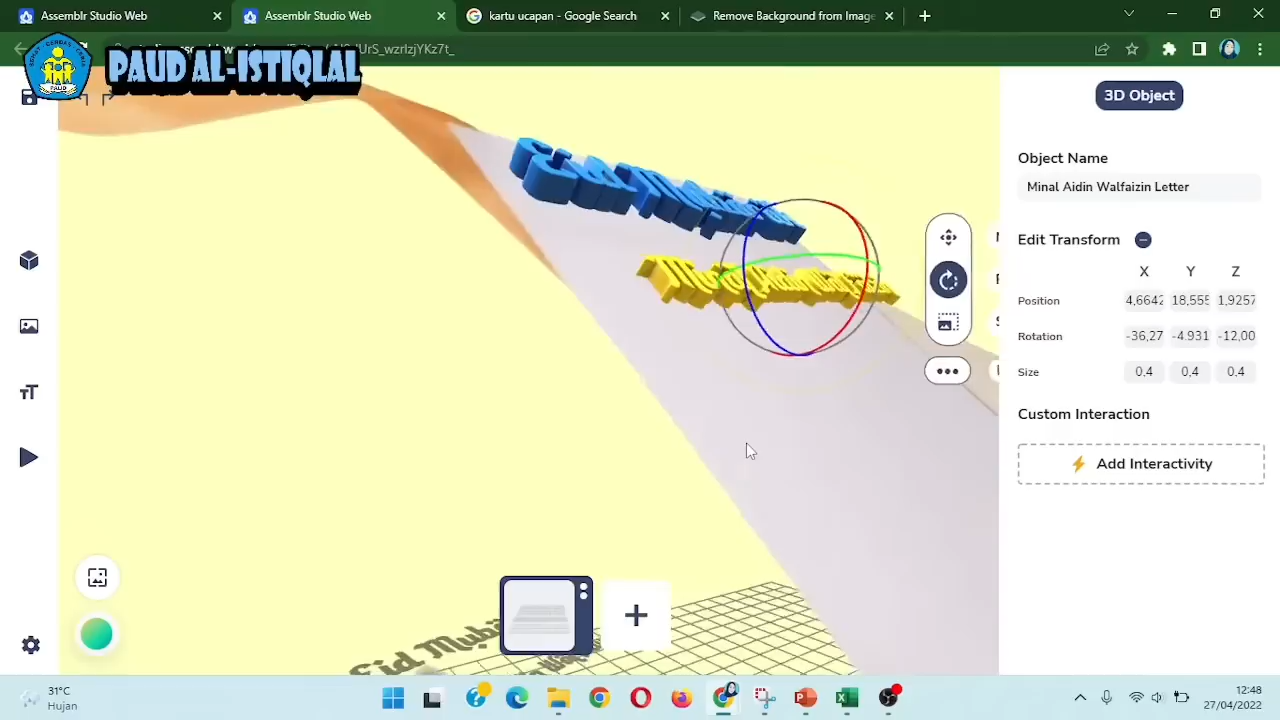 Assemblr Studio Web
Assemblr Studio Web
kartu ucapan - Google Search
Remove Background from Image
PAUD AL-ISTIQLAL
PAUD
3D Object
Object Name
Minal Aidin Walfaizin Letter
Edit Transform
X Y Z
Position 4,6642 18,555 1,9257
Rotation -36,27 -4.931 -12,00
Size 0,4 0,4 0,4
Custom Interaction
Add Interactivity
Eid Mubarak
31°C
Hujan
12:48
27/04/2022